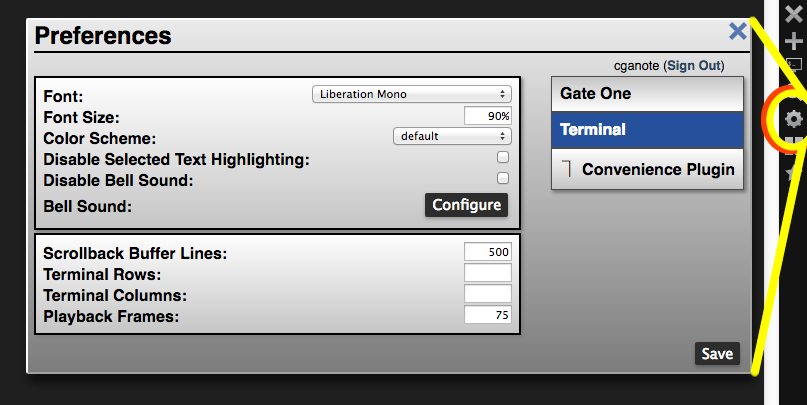 Preferences
cganote (Sign Out)
Font: Liberation Mono
Font Size: 90%
Color Scheme: default
Disable Selected Text Highlighting:
Disable Bell Sound:
Bell Sound: Configure
Scrollback Buffer Lines: 500
Terminal Rows:
Terminal Columns:
Playback Frames: 75
Gate One
Terminal
Convenience Plugin
Save